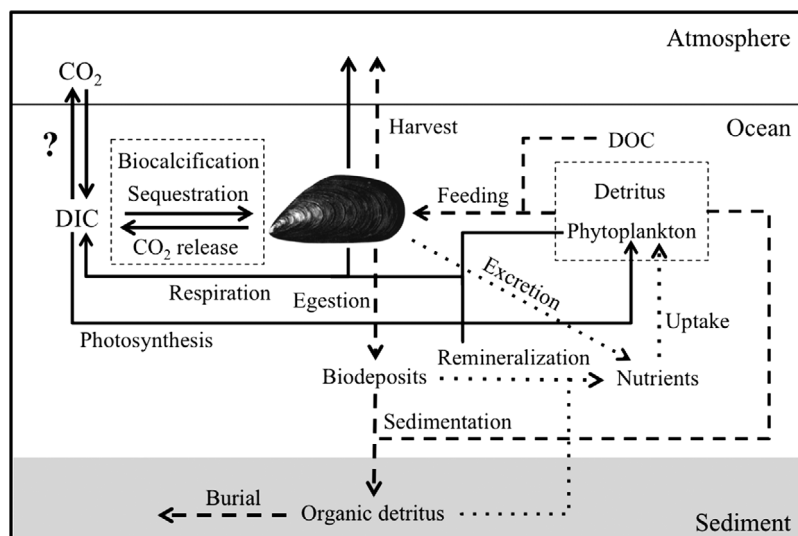 Atmosphere
CO₂
Harvest
Ocean
?
DOC
Biocalcification
Sequestration
Feeding
Detritus
DIC
Phytoplankton
CO₂ release
Excretion
Respiration
Egestion
Uptake
Photosynthesis
Remineralization
Biodeposits
Nutrients
Sedimentation
Burial
Organic detritus
Sediment